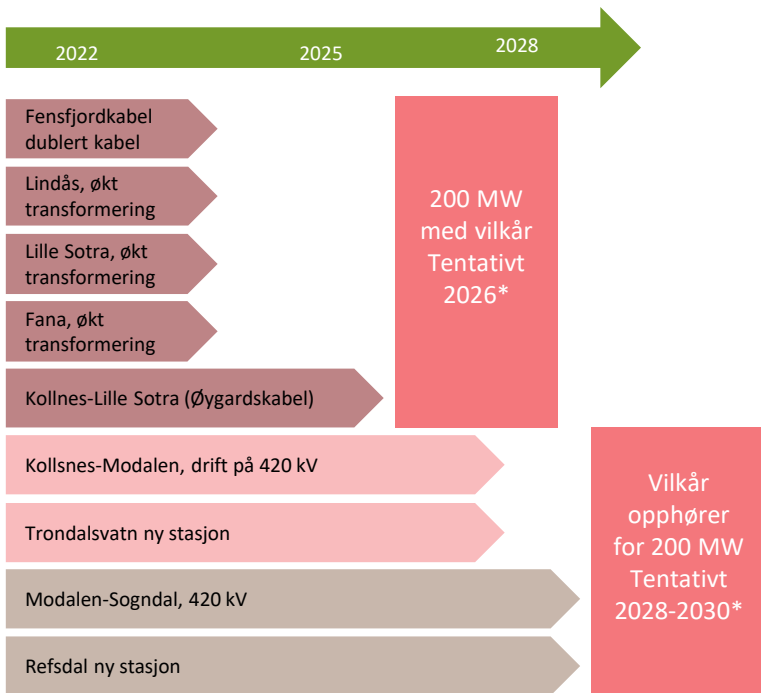 2022
2025
2028
Fensfjordkabel
dublert kabel
Lindås, økt
transformering
Lille Sotra, økt
transformering
Fana, økt
transformering
Kollnes-Lille Sotra (Øygardskabel)
200 MW
med vilkår
Tentativt
2026*
Kollsnes-Modalen, drift på 420 kV
Trondalsvatn ny stasjon
Modalen-Sogndal, 420 kV
Refsdal ny stasjon
Vilkår
opphører
for 200 MW
Tentativt
2028-2030*